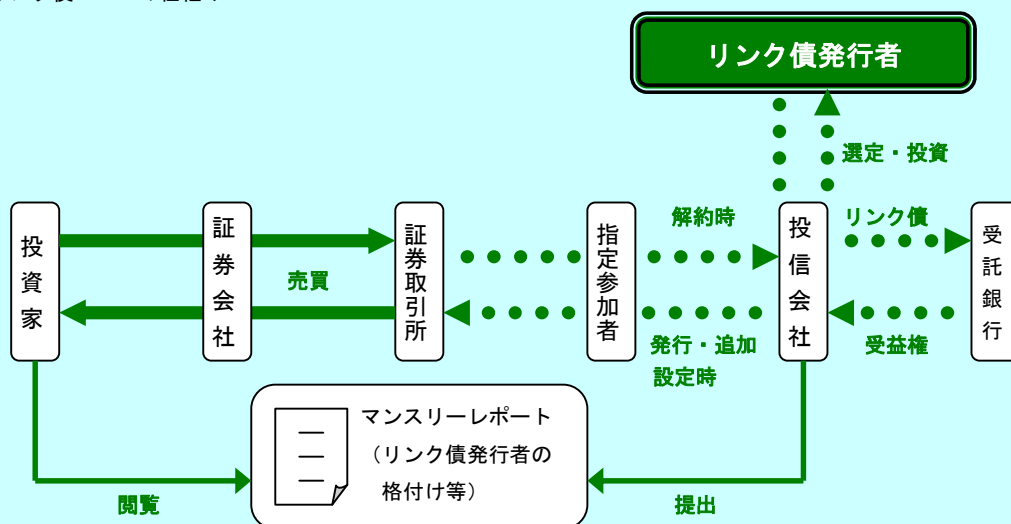 リンク債発行者
選定・投資
投資家
証券会社
証券取引所
指定参加者
投信会社
受託銀行
売買
解約時
発行・追加
設定時
リンク債
受益権
マンスリーレポート
（リンク債発行者の
格付け等）
閲覧
提出